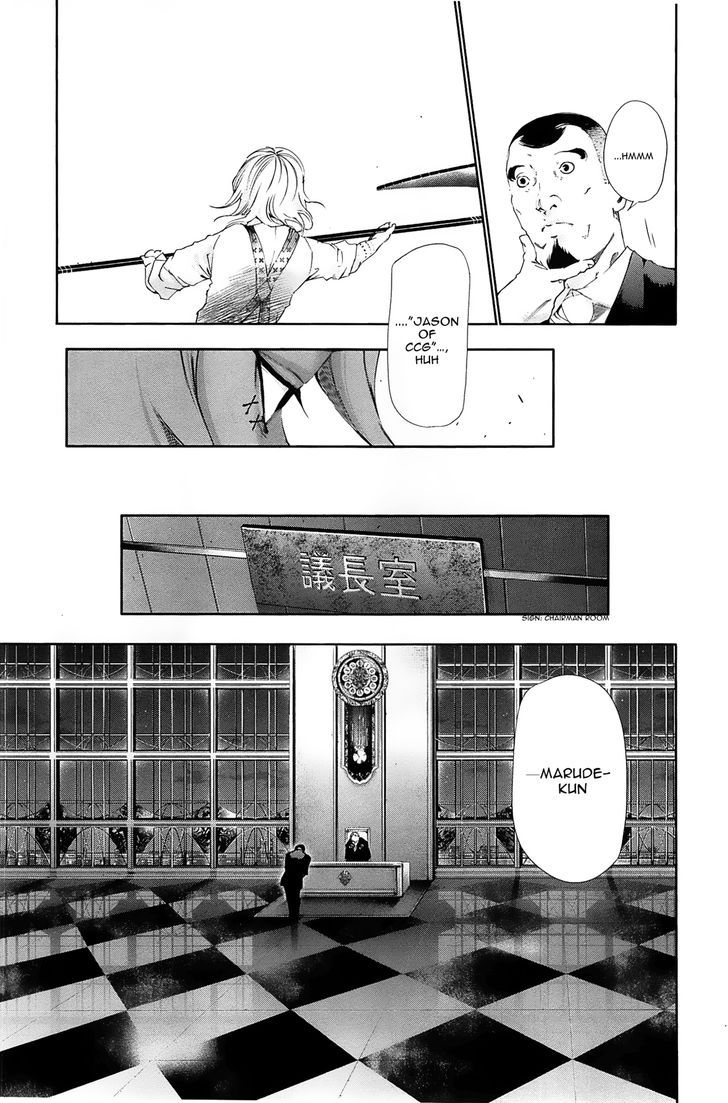 ...HMMM
...."JASON
OF
CCG"...,
HUH
議長室
SIGN: CHAIRMAN ROOM
—MARUDE-
KUN